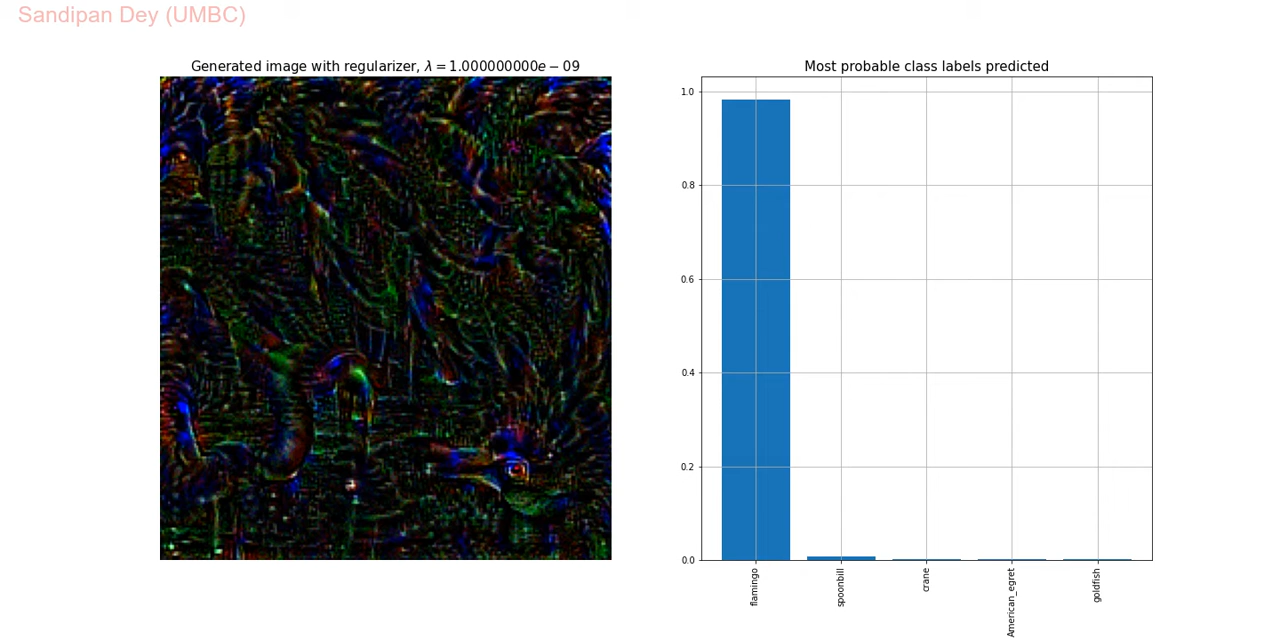 Sandipan Dey (UMBC)
Generated image with regularizer, λ = 1.000000000e − 09
Most probable class labels predicted
1.0
0.8
0.6
0.4
0.2
0.0
flamingo
spoonbill
crane
American_egret
goldfish